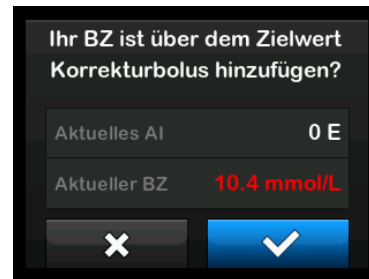 Ihr BZ ist über dem Zielwert
Korrekturbolus hinzufügen?
Aktuelles AI 0 E
Aktueller BZ 10.4 mmol/L